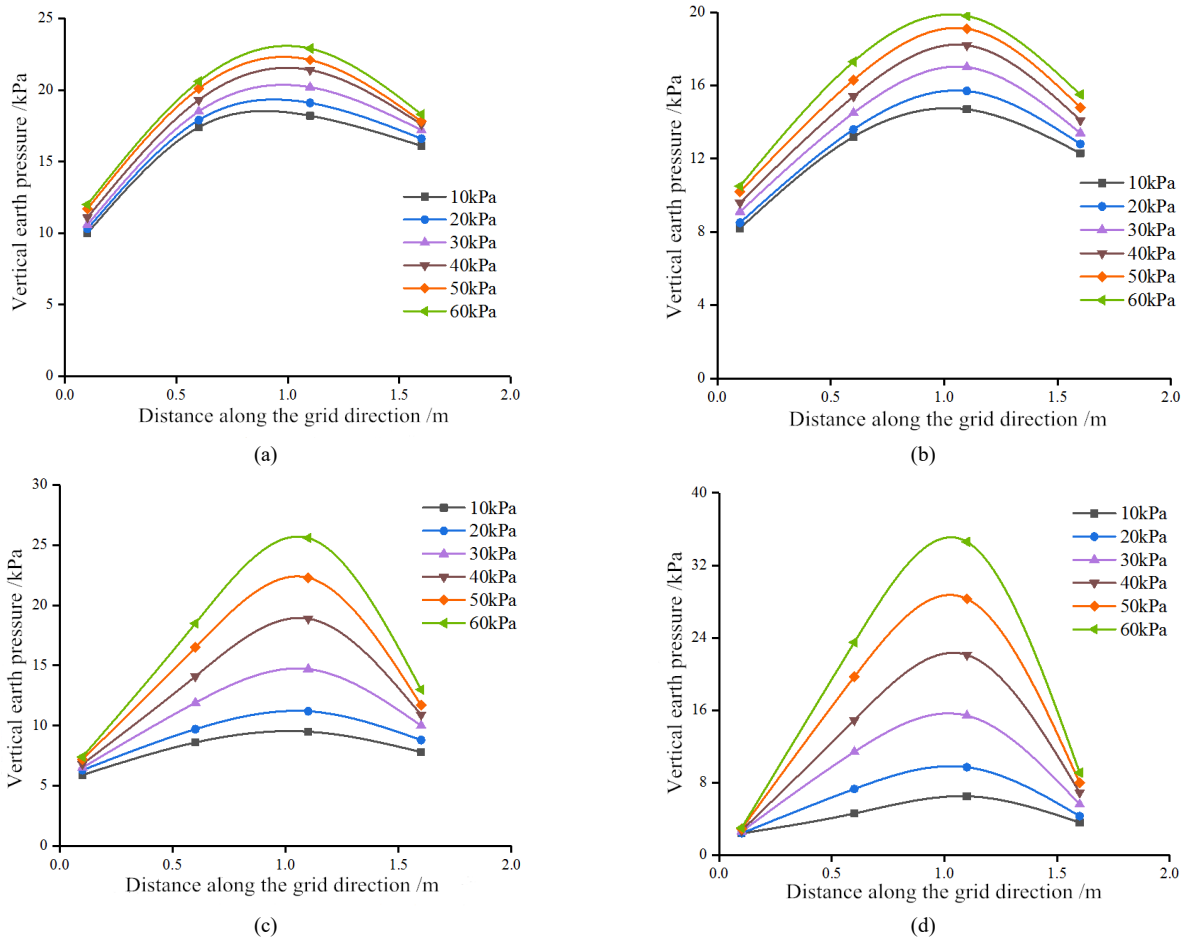 25
20
15
10
5
0
Vertical earth pressure /kPa
10kPa
20kPa
30kPa
40kPa
50kPa
60kPa
0.0 0.5 1.0 1.5 2.0
Distance along the grid direction /m
(a)
20
16
12
8
4
0
Vertical earth pressure /kPa
10kPa
20kPa
30kPa
40kPa
50kPa
60kPa
0.0 0.5 1.0 1.5 2.0
Distance along the grid direction /m
(b)
30
25
20
15
10
5
0
Vertical earth pressure /kPa
10kPa
20kPa
30kPa
40kPa
50kPa
60kPa
0.0 0.5 1.0 1.5 2.0
Distance along the grid direction /m
(c)
40
32
24
16
8
0
Vertical earth pressure /kPa
10kPa
20kPa
30kPa
40kPa
50kPa
60kPa
0.0 0.5 1.0 1.5 2.0
Distance along the grid direction /m
(d)